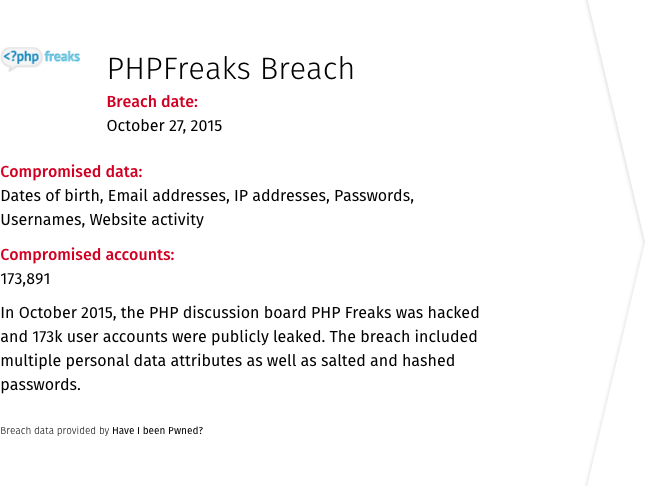 <?php freaks
PHPFreaks Breach
Breach date:
October 27, 2015
Compromised data:
Dates of birth, Email addresses, IP addresses, Passwords,
Usernames, Website activity
Compromised accounts:
173,891
In October 2015, the PHP discussion board PHP Freaks was hacked
and 173k user accounts were publicly leaked. The breach included
multiple personal data attributes as well as salted and hashed
passwords.
Breach data provided by Have I been Pwned?